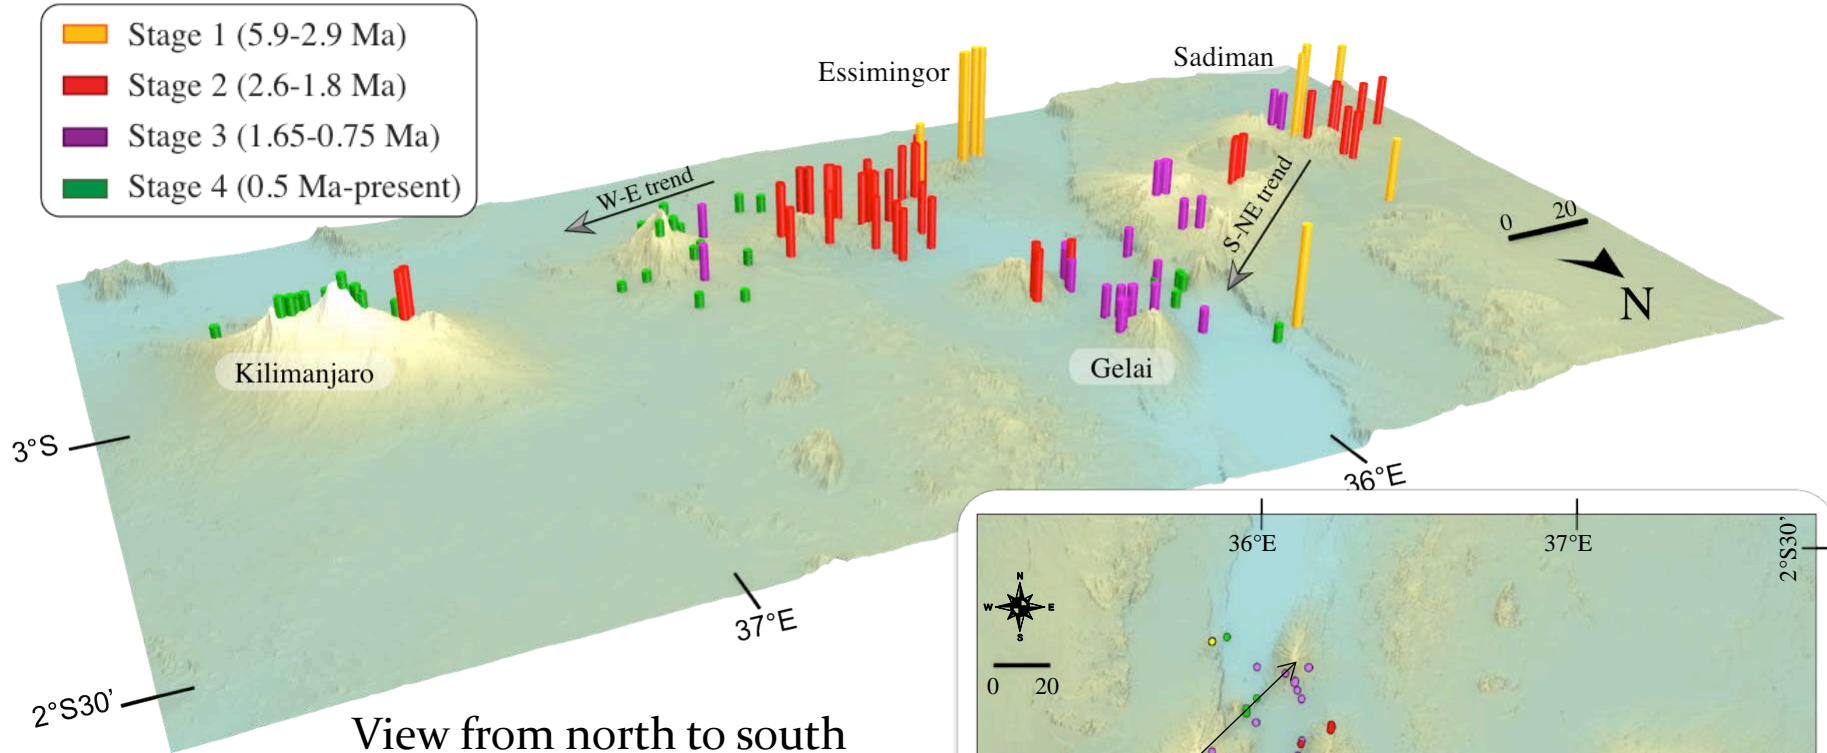 Stage 1 (5.9-2.9 Ma)
Stage 2 (2.6-1.8 Ma)
Stage 3 (1.65-0.75 Ma)
Stage 4 (0.5 Ma-present)
Essimingor
Sadiman
W-E trend
S-NE trend
0 20
N
Kilimanjaro
Gelai
3°S
36°E
37°E
2°S30'
View from north to south
36°E
37°E
2°S30'
N
W E
S
0 20